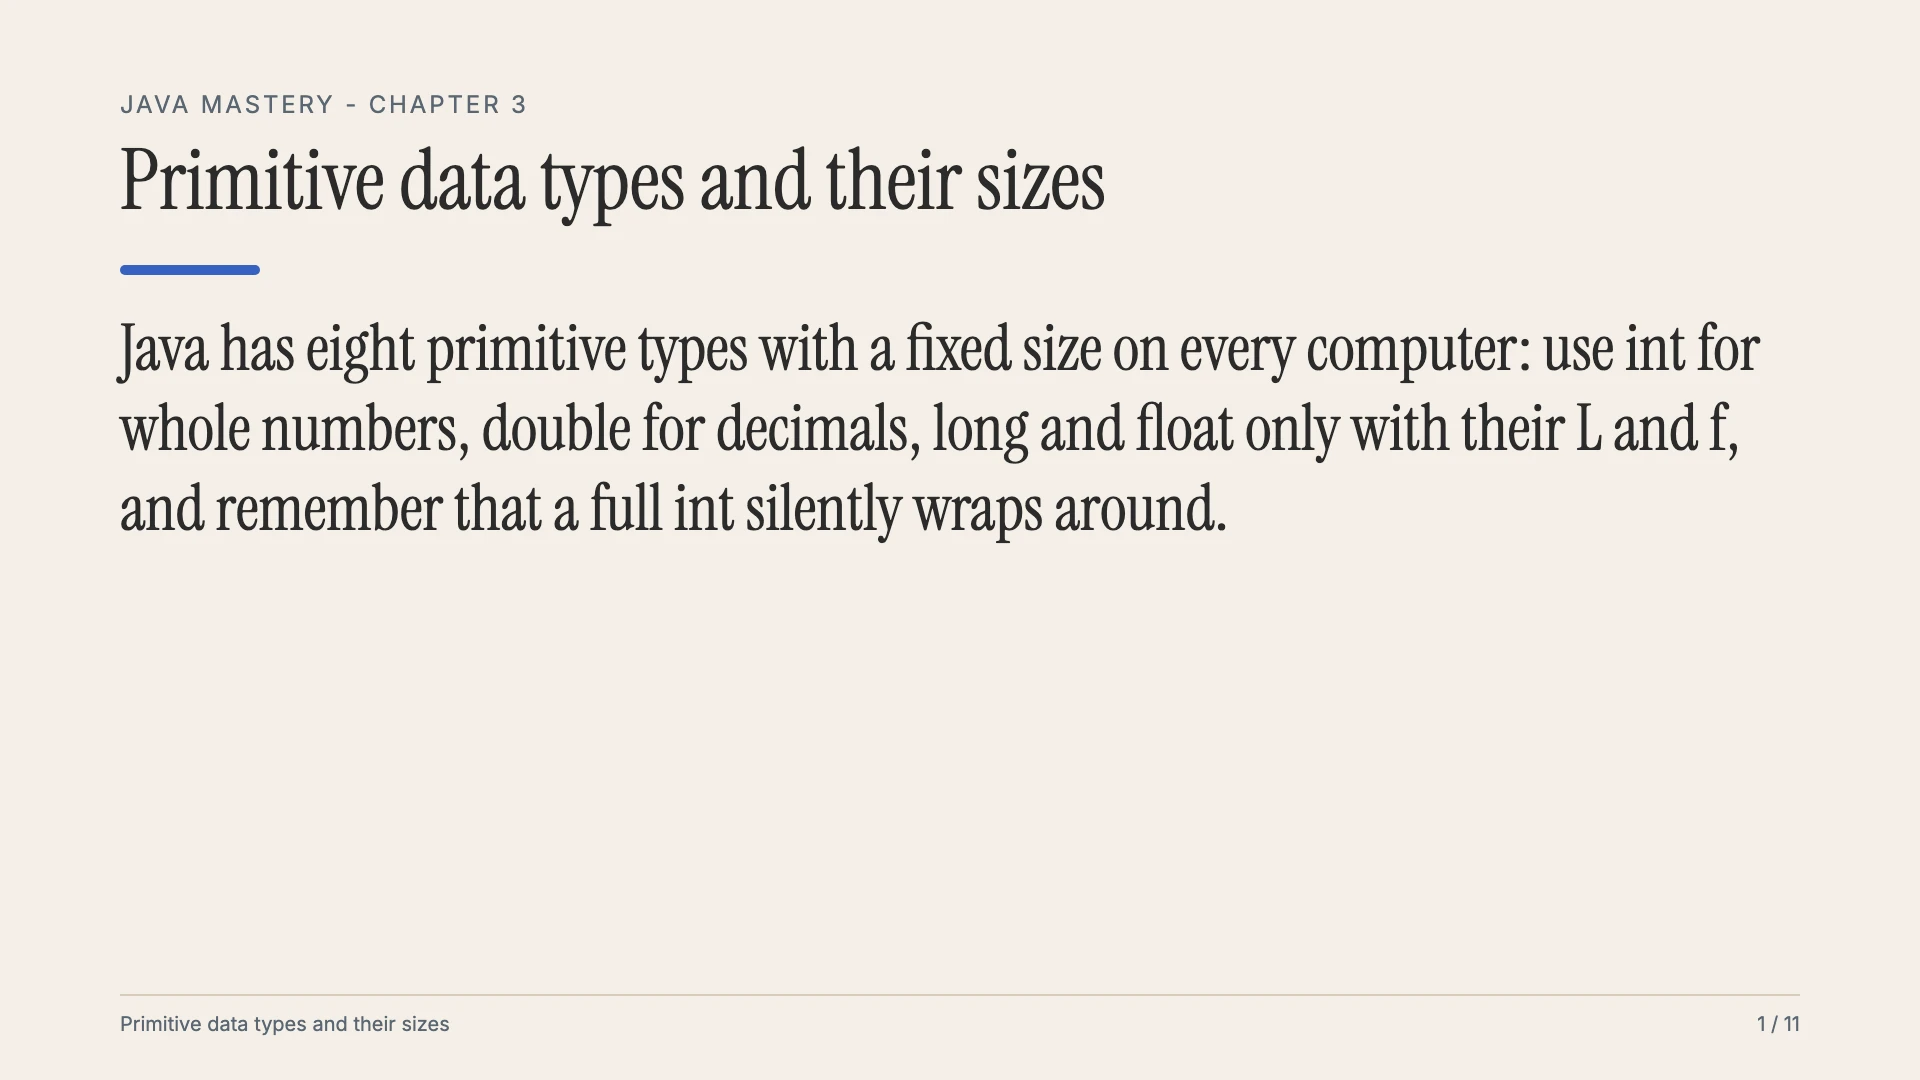 JAVA MASTERY - CHAPTER 3
Primitive data types and their sizes
Java has eight primitive types with a fixed size on every computer: use int for
whole numbers, double for decimals, long and float only with their L and f,
and remember that a full int silently wraps around.
Primitive data types and their sizes
1 / 11